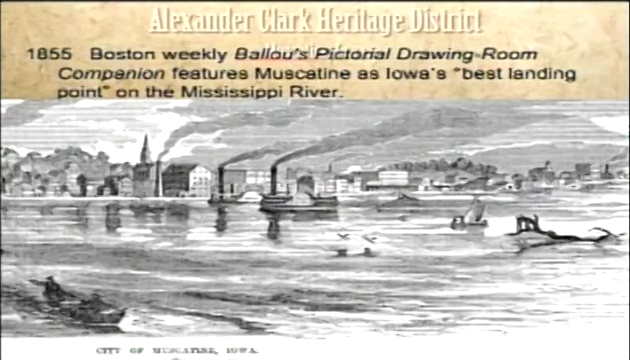 Alexander Clark Heritage District
1855 Boston weekly Ballou's Pictorial Drawing-Room
Companion features Muscatine as Iowa's "best landing
point" on the Mississippi River.
CITY OF MUSCATINE, IOWA.